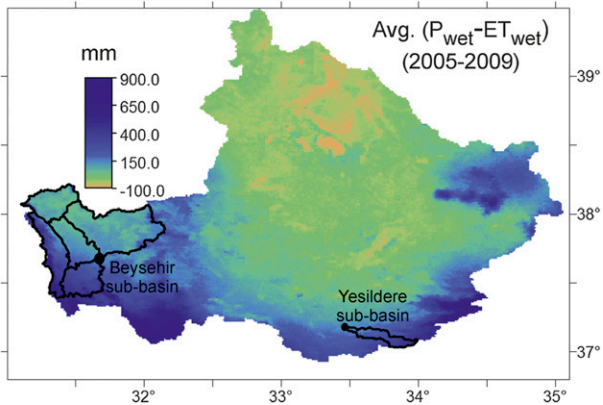 Avg. (Pwet-ETwet)
(2005-2009)
mm
900.0
650.0
400.0
150.0
-100.0
39°
38°
37°
Beysehir
sub-basin
Yesildere
sub-basin
32°
33°
34°
35°